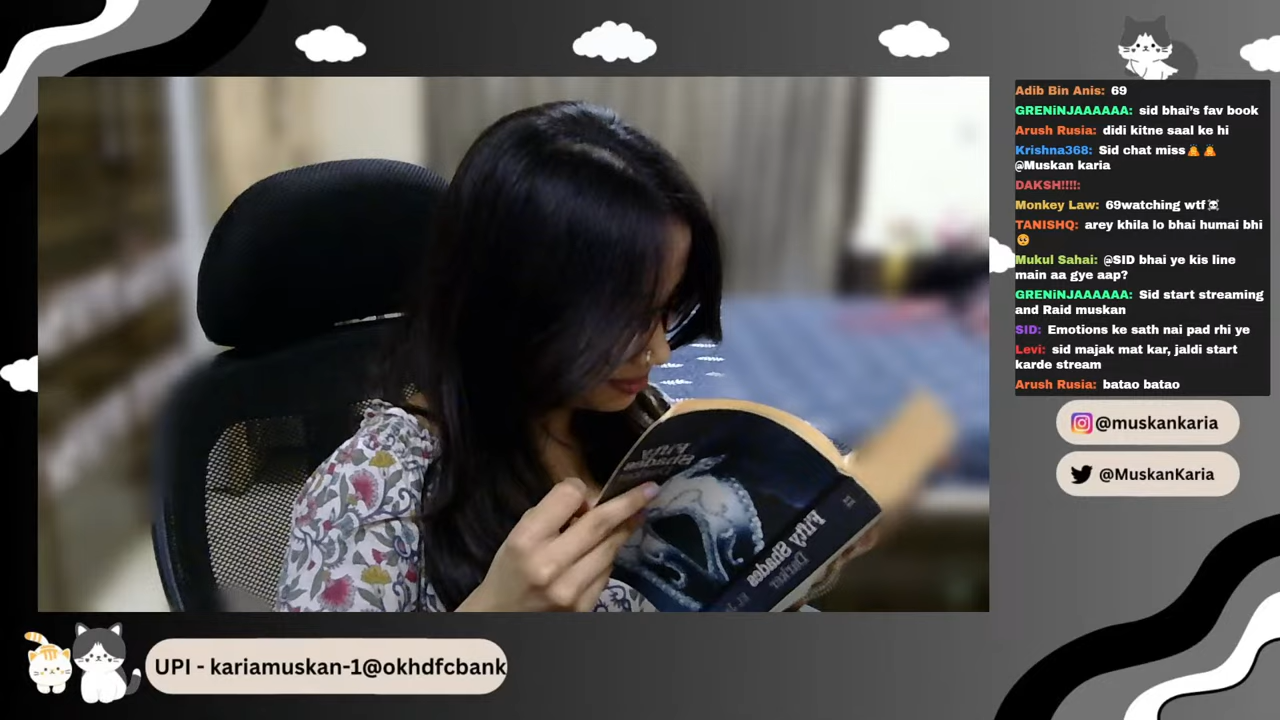 Adib Bin Anis: 69
GRENiNJAAAAAA: sid bhai's fav book
Arush Rusia: didi kitne saal ke hi
Krishna368: Sid chat miss🙇🙇
@Muskan karia
DAKSH!!!!:
Monkey Law: 69watching wtf☠
TANISHQ: arey khila lo bhai humai bhi
🥺
Mukul Sahai: @SID bhai ye kis line
main aa gye aap?
GRENiNJAAAAAA: Sid start streaming
and Raid muskan
SID: Emotions ke sath nai pad rhi ye
Levi: sid majak mat kar, jaldi start
karde stream
Arush Rusia: batao batao
@muskankaria
@MuskanKaria
Fifty
Shades
Fifty Shades
Darker
UPI - kariamuskan-1@okhdfcbank